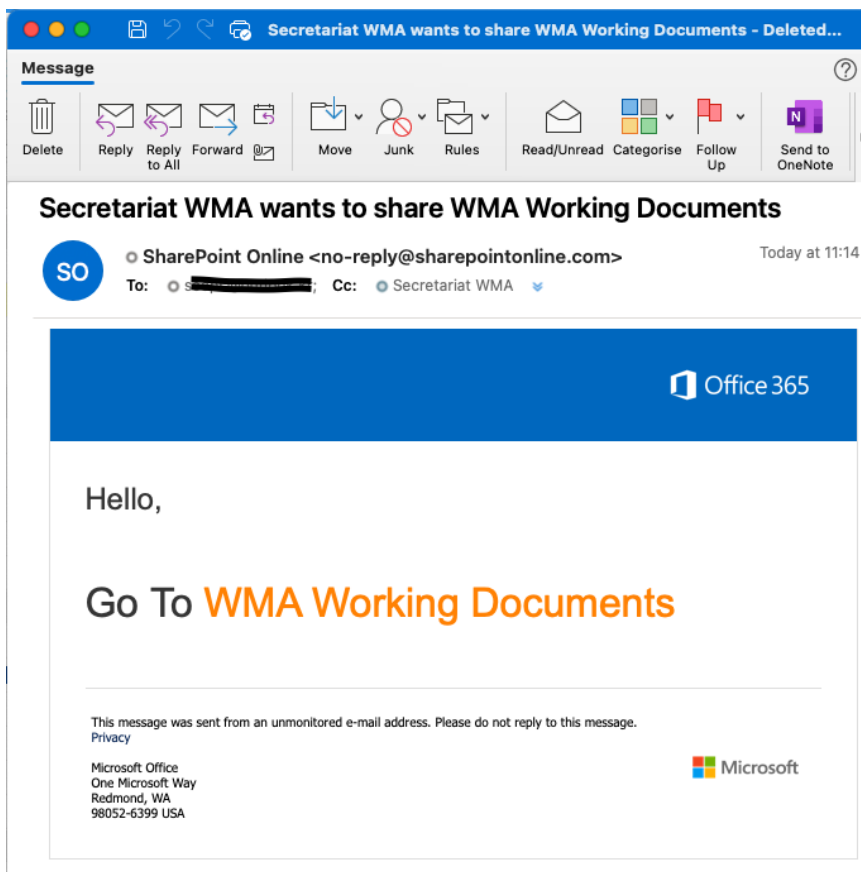 Secretariat WMA wants to share WMA Working Documents - Deleted...
Message
?
Delete
Reply
Reply to All
Forward
Move
Junk
Rules
Read/Unread
Categorise
Follow Up
N
Send to OneNote
Secretariat WMA wants to share WMA Working Documents
SO
SharePoint Online <no-reply@sharepointonline.com>
Today at 11:14
To: s ; Cc: Secretariat WMA
Office 365
Hello,
Go To WMA Working Documents
This message was sent from an unmonitored e-mail address. Please do not reply to this message.
Privacy
Microsoft Office
One Microsoft Way
Redmond, WA
98052-6399 USA
Microsoft